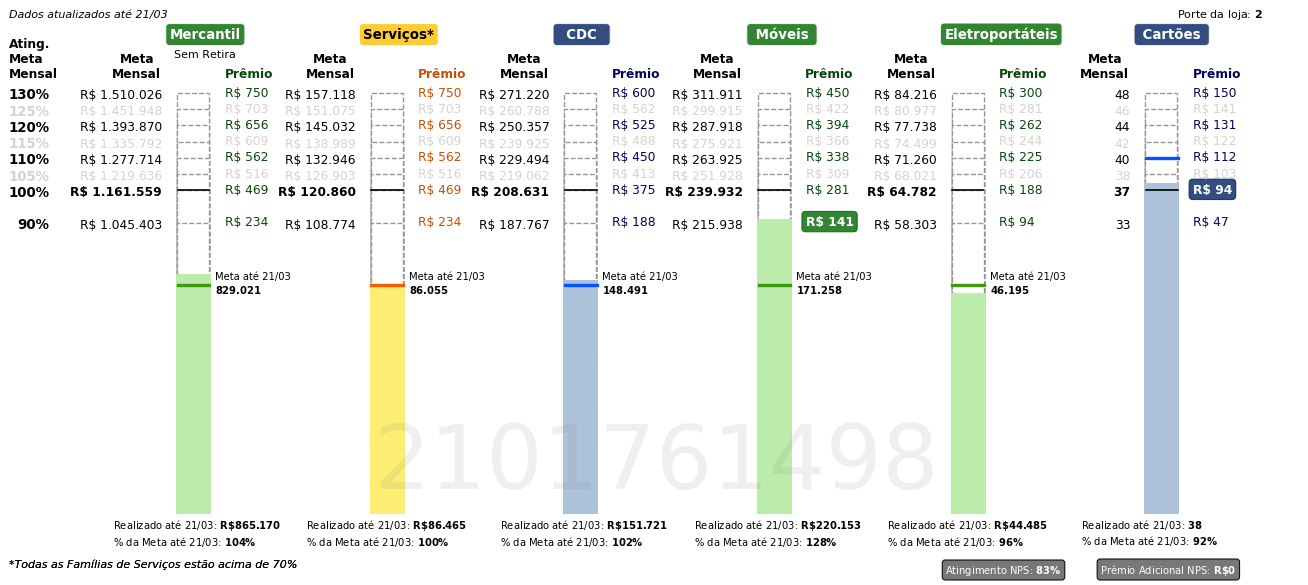 Dados atualizados até 21/03 Porte da loja: 2
Mercantil Serviços* CDC Móveis Eletroportáteis Cartões
Sem Retira
Ating. Meta Mensal Meta Mensal Prêmio Meta Mensal Prêmio Meta Mensal Prêmio Meta Mensal Prêmio Meta Mensal Prêmio Meta Mensal Prêmio
130% R$ 1.510.026 R$ 750 R$ 157.118 R$ 750 R$ 271.220 R$ 600 R$ 311.911 R$ 450 R$ 84.216 R$ 300 48 R$ 150
125% R$ 1.451.948 R$ 703 R$ 151.075 R$ 703 R$ 260.788 R$ 562 R$ 299.915 R$ 422 R$ 80.977 R$ 281 46 R$ 141
120% R$ 1.393.870 R$ 656 R$ 145.032 R$ 656 R$ 250.357 R$ 525 R$ 287.918 R$ 394 R$ 77.738 R$ 262 44 R$ 131
115% R$ 1.335.792 R$ 609 R$ 138.989 R$ 609 R$ 239.925 R$ 488 R$ 275.921 R$ 366 R$ 74.499 R$ 244 42 R$ 122
110% R$ 1.277.714 R$ 562 R$ 132.946 R$ 562 R$ 229.494 R$ 450 R$ 263.925 R$ 338 R$ 71.260 R$ 225 40 R$ 112
105% R$ 1.219.636 R$ 516 R$ 126.903 R$ 516 R$ 219.062 R$ 413 R$ 251.928 R$ 309 R$ 68.021 R$ 206 38 R$ 103
100% R$ 1.161.559 R$ 469 R$ 120.860 R$ 469 R$ 208.631 R$ 375 R$ 239.932 R$ 281 R$ 64.782 R$ 188 37 R$ 94
90% R$ 1.045.403 R$ 234 R$ 108.774 R$ 234 R$ 187.767 R$ 188 R$ 215.938 R$ 141 R$ 58.303 R$ 94 33 R$ 47
Meta até 21/03 Meta até 21/03 Meta até 21/03 Meta até 21/03 Meta até 21/03
829.021 86.055 148.491 171.258 46.195
2101761498
Realizado até 21/03: R$865.170 Realizado até 21/03: R$86.465 Realizado até 21/03: R$151.721 Realizado até 21/03: R$220.153 Realizado até 21/03: R$44.485 Realizado até 21/03: 38
% da Meta até 21/03: 104% % da Meta até 21/03: 100% % da Meta até 21/03: 102% % da Meta até 21/03: 128% % da Meta até 21/03: 96% % da Meta até 21/03: 92%
*Todas as Famílias de Serviços estão acima de 70% Atingimento NPS: 83% Prêmio Adicional NPS: R$0